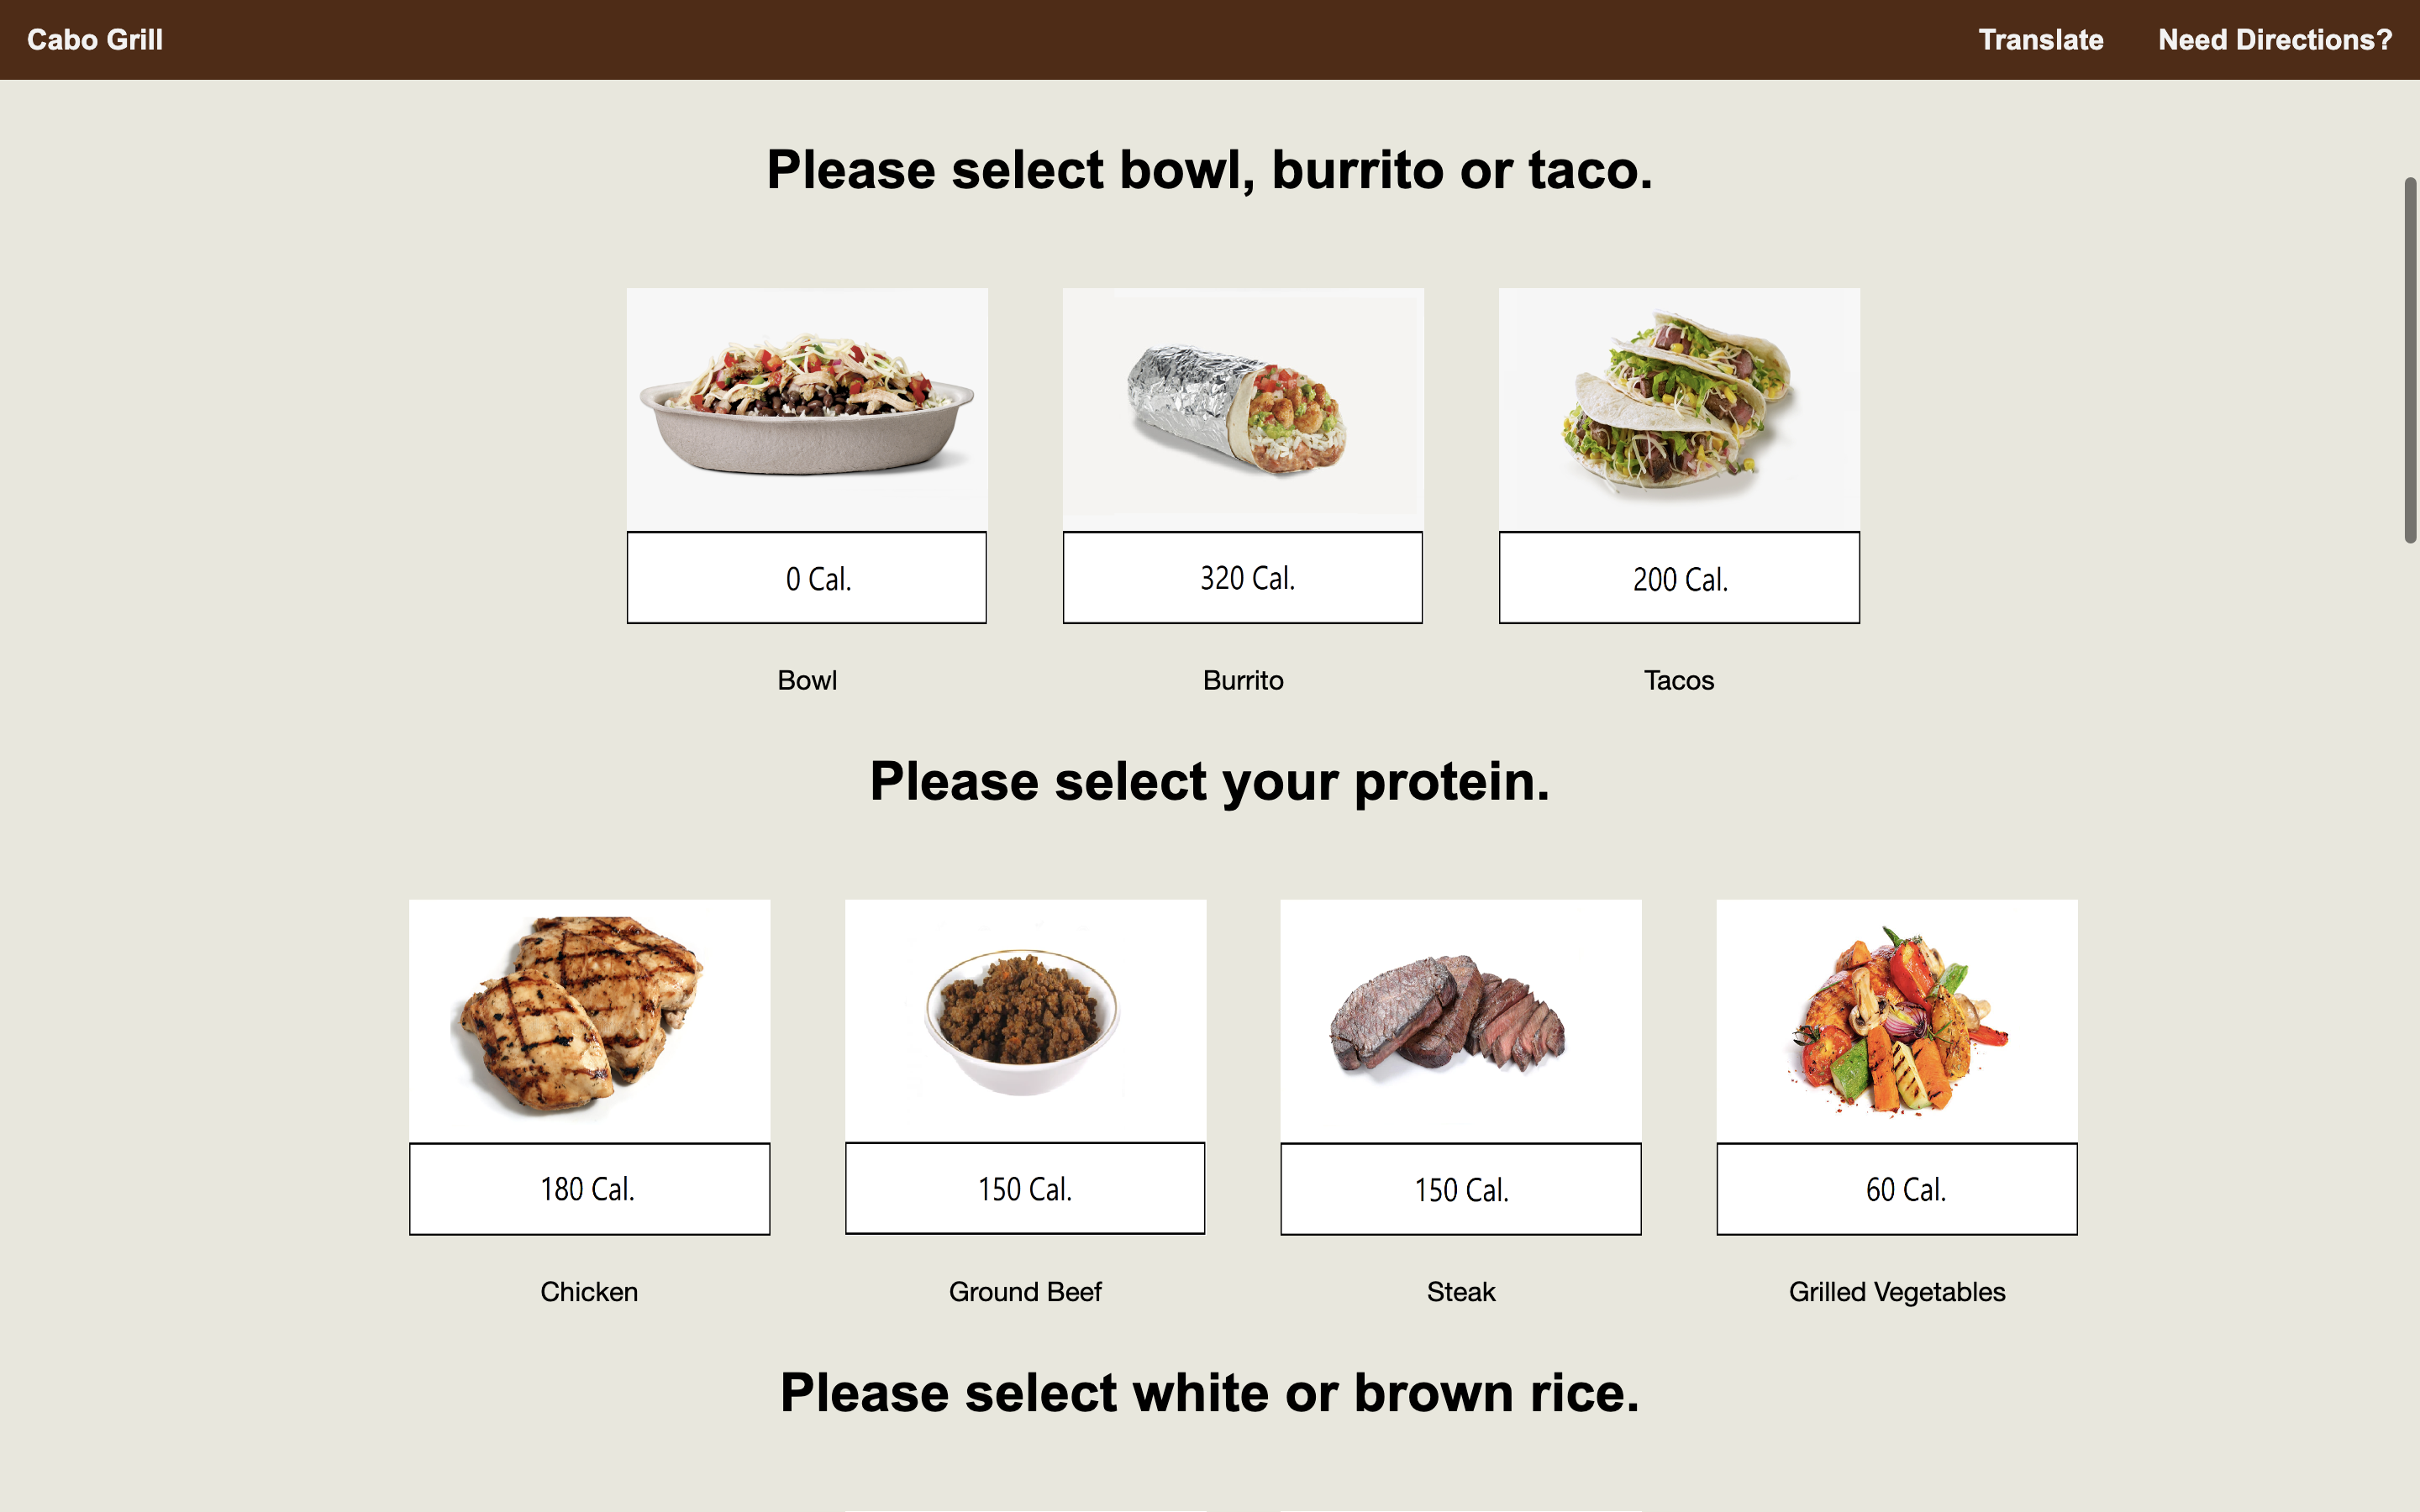 Cabo Grill
Translate
Need Directions?
Please select bowl, burrito or taco.
0 Cal.
320 Cal.
200 Cal.
Bowl
Burrito
Tacos
Please select your protein.
180 Cal.
150 Cal.
150 Cal.
60 Cal.
Chicken
Ground Beef
Steak
Grilled Vegetables
Please select white or brown rice.